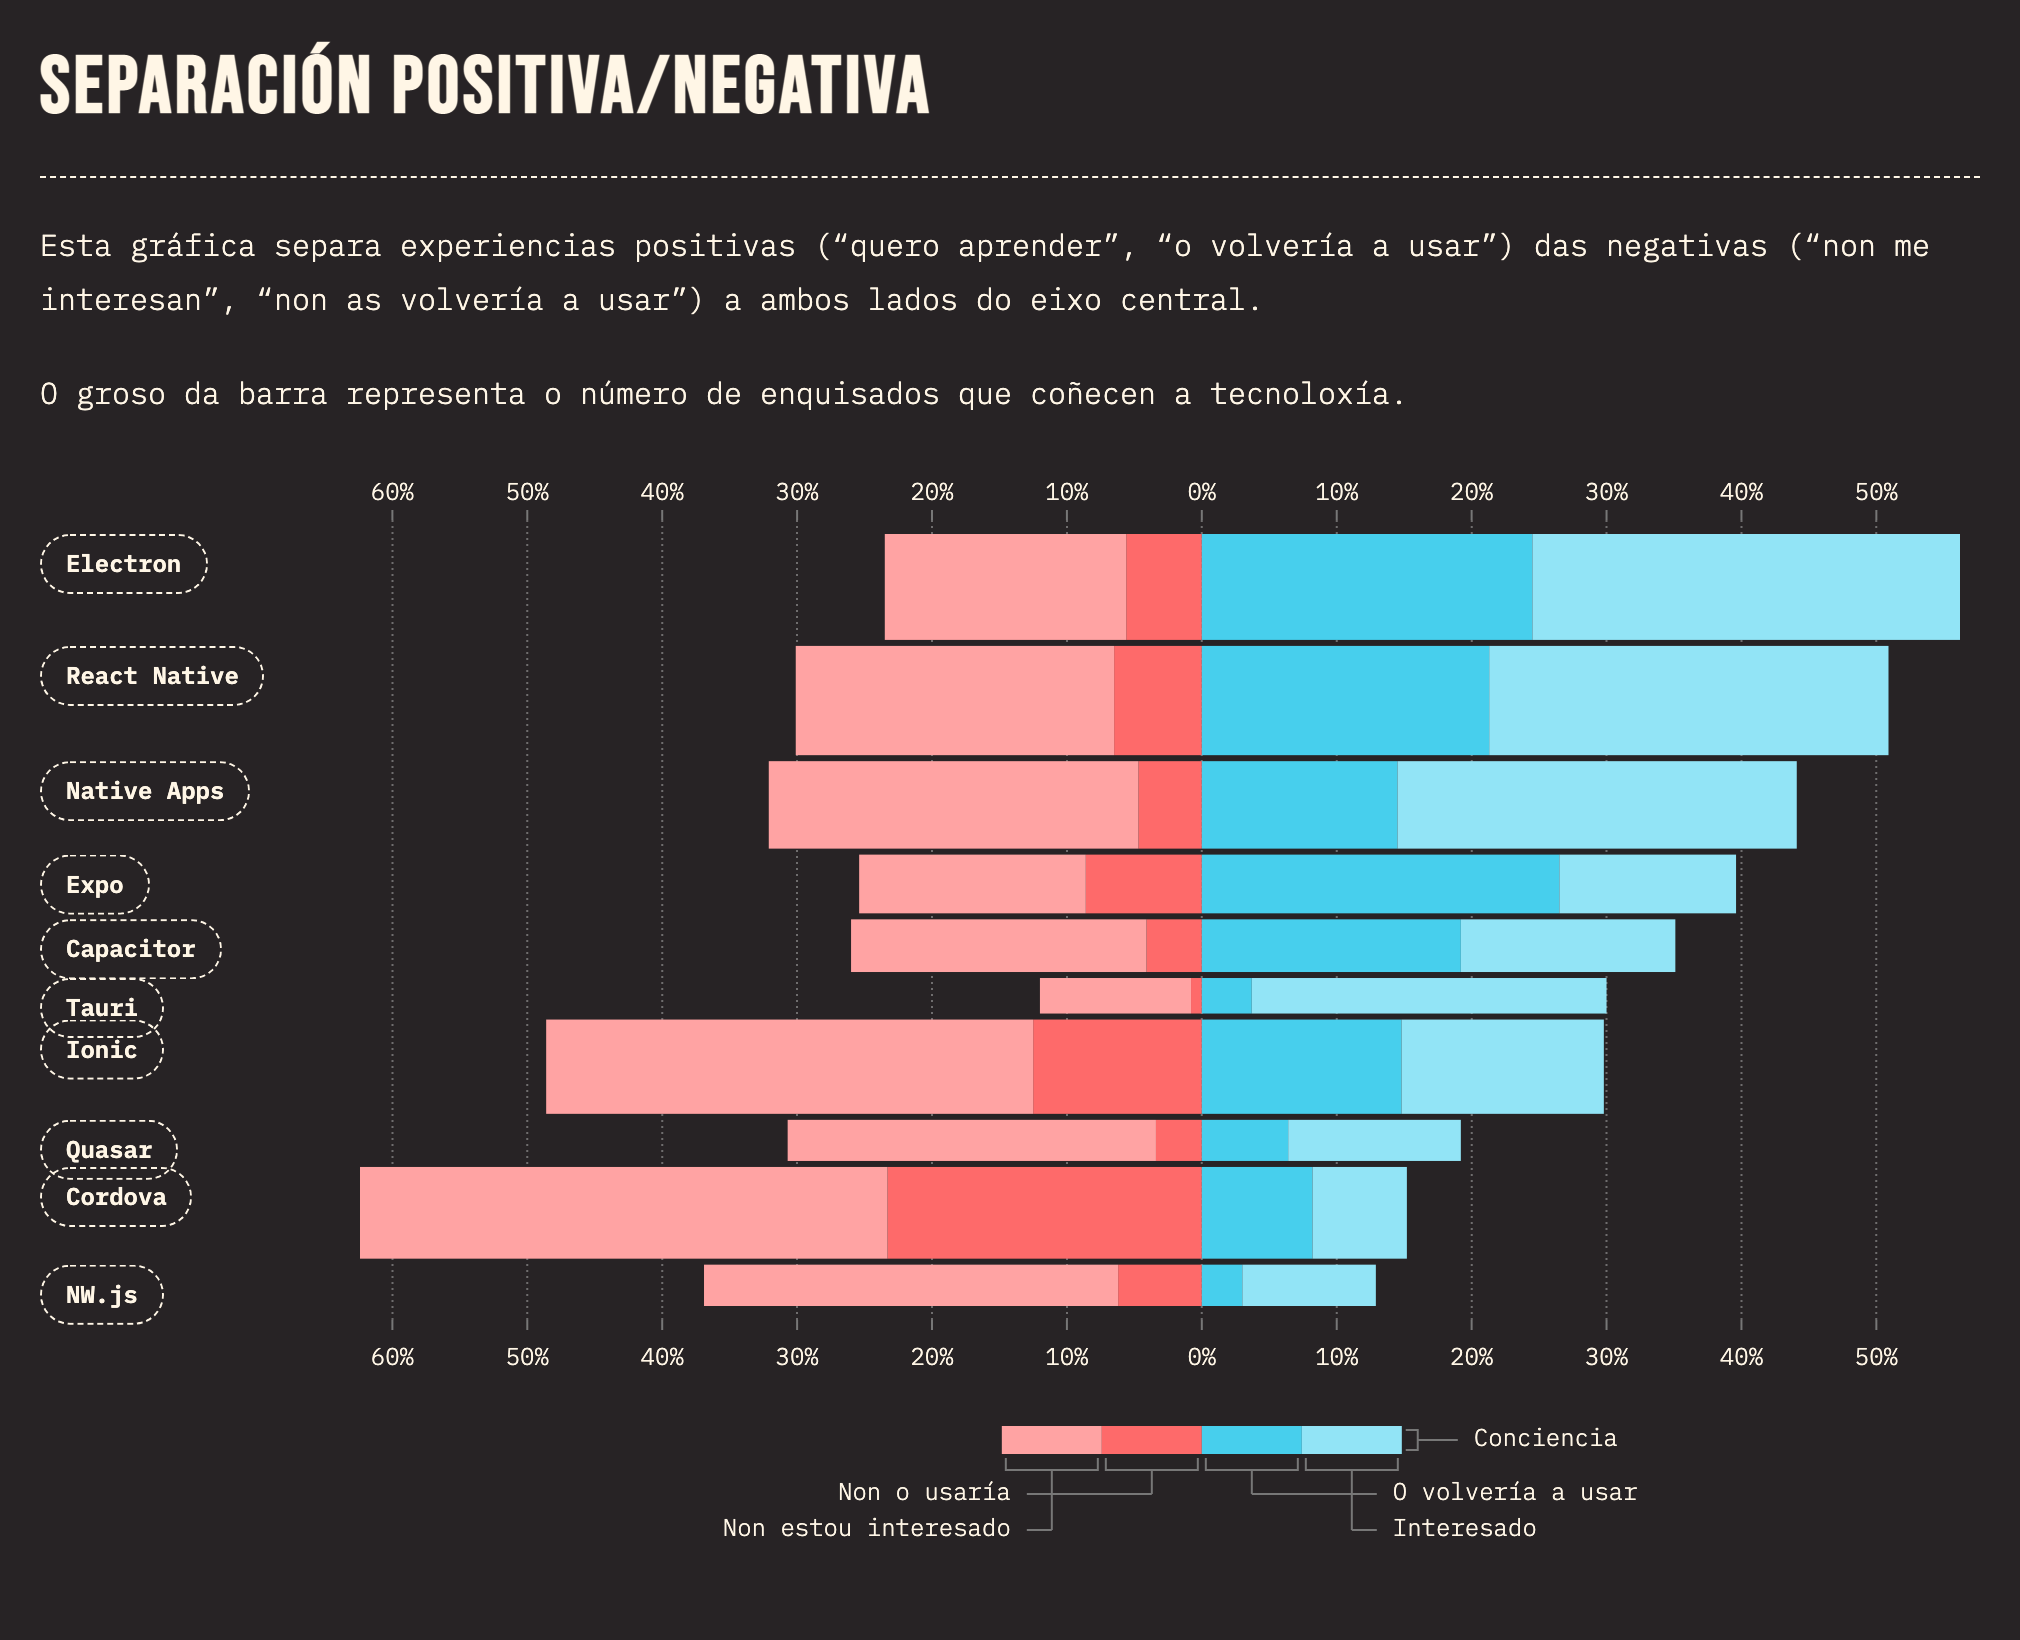 SEPARACIÓN POSITIVA/NEGATIVA
Esta gráfica separa experiencias positivas (“quero aprender”, “o volvería a usar”) das negativas (“non me
interesan”, “non as volvería a usar”) a ambos lados do eixo central.
O groso da barra representa o número de enquisados que coñecen a tecnoloxía.
60% 50% 40% 30% 20% 10% 0% 10% 20% 30% 40% 50%
Electron
React Native
Native Apps
Expo
Capacitor
Tauri
Ionic
Quasar
Cordova
NW.js
60% 50% 40% 30% 20% 10% 0% 10% 20% 30% 40% 50%
Conciencia
Non o usaría O volvería a usar
Non estou interesado Interesado